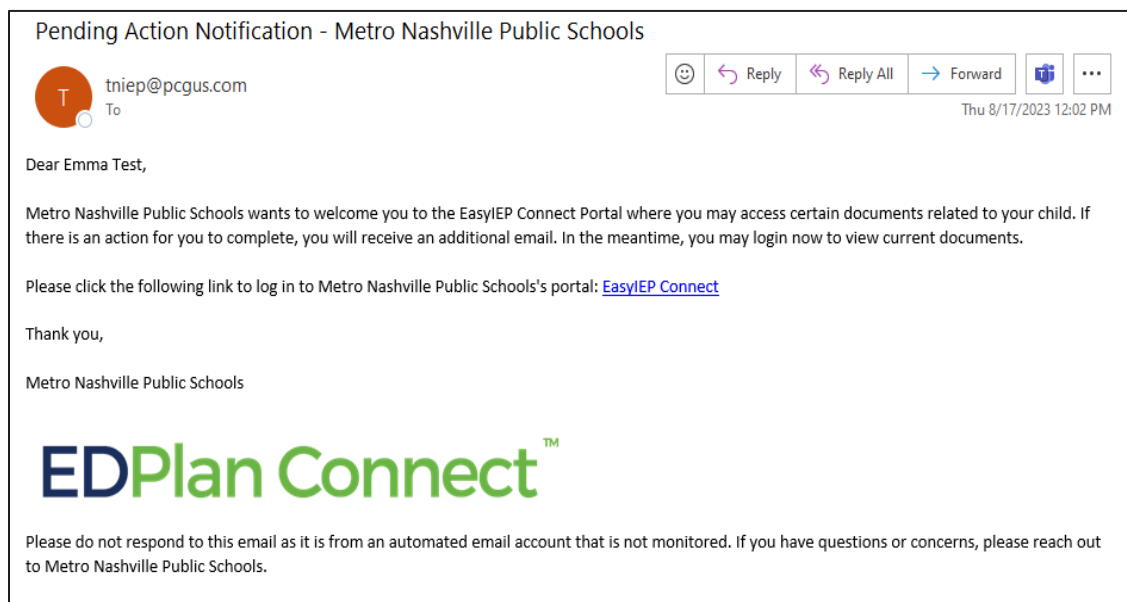 Pending Action Notification - Metro Nashville Public Schools
T
tniep@pcgus.com
To
Reply
Reply All
Forward
Thu 8/17/2023 12:02 PM
Dear Emma Test,
Metro Nashville Public Schools wants to welcome you to the EasyIEP Connect Portal where you may access certain documents related to your child. If
there is an action for you to complete, you will receive an additional email. In the meantime, you may login now to view current documents.
Please click the following link to log in to Metro Nashville Public Schools's portal: EasyIEP Connect
Thank you,
Metro Nashville Public Schools
EDPlan Connect™
Please do not respond to this email as it is from an automated email account that is not monitored. If you have questions or concerns, please reach out
to Metro Nashville Public Schools.